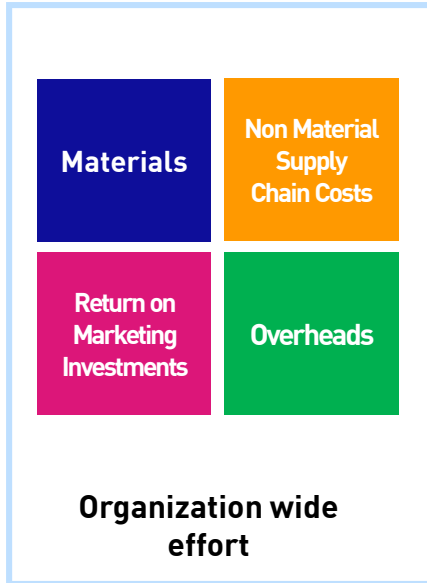 Materials
Non Material
Supply
Chain Costs
Return on
Marketing
Investments
Overheads
Organization wide
effort